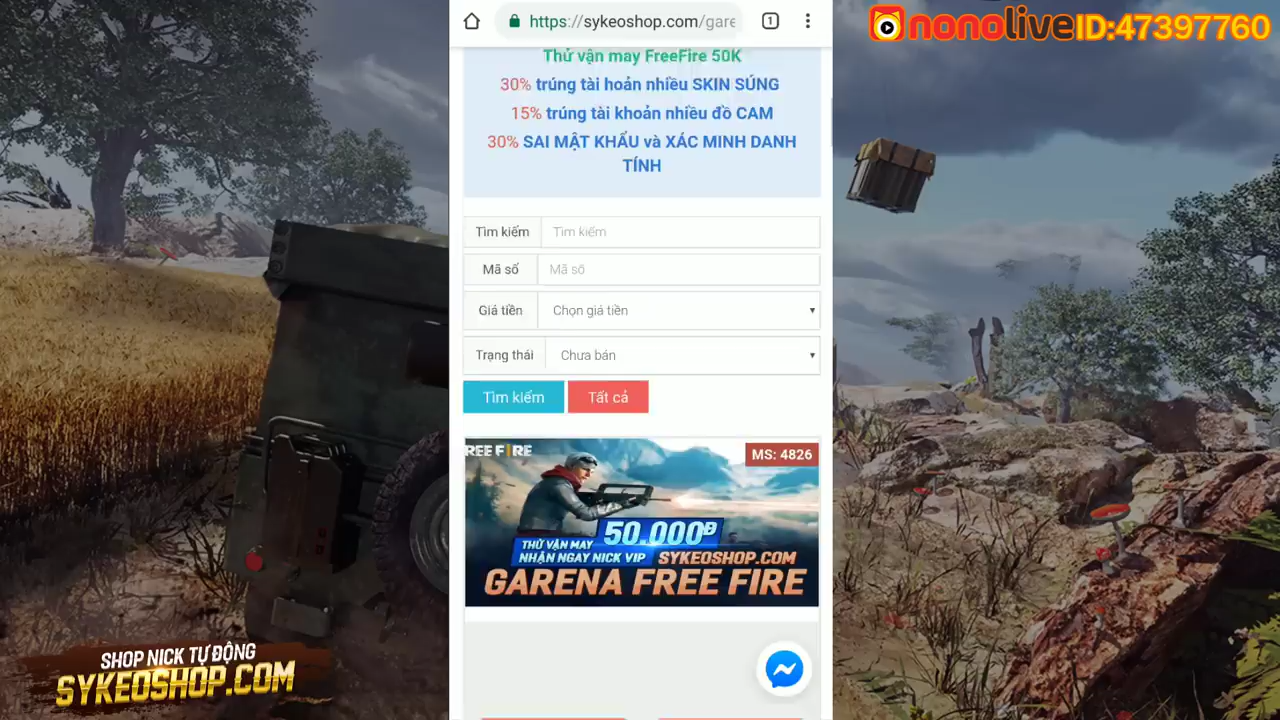 nonolive ID:47397760
https://sykeoshop.com/gare
1
Thử vận may FreeFire 50K
30% trúng tài hoản nhiều SKIN SÚNG
15% trúng tài khoản nhiều đồ CAM
30% SAI MẬT KHẨU và XÁC MINH DANH
TÍNH
Tìm kiếm Tìm kiếm
Mã số Mã số
Giá tiền Chọn giá tiền
Trạng thái Chưa bán
Tìm kiếm Tất cả
REE FIRE MS: 4826
THỬ VẬN MAY 50.000Đ
NHẬN NGAY NICK VIP SYKEOSHOP.COM
GARENA FREE FIRE
SHOP NICK TỰ ĐỘNG
SYKEOSHOP.COM